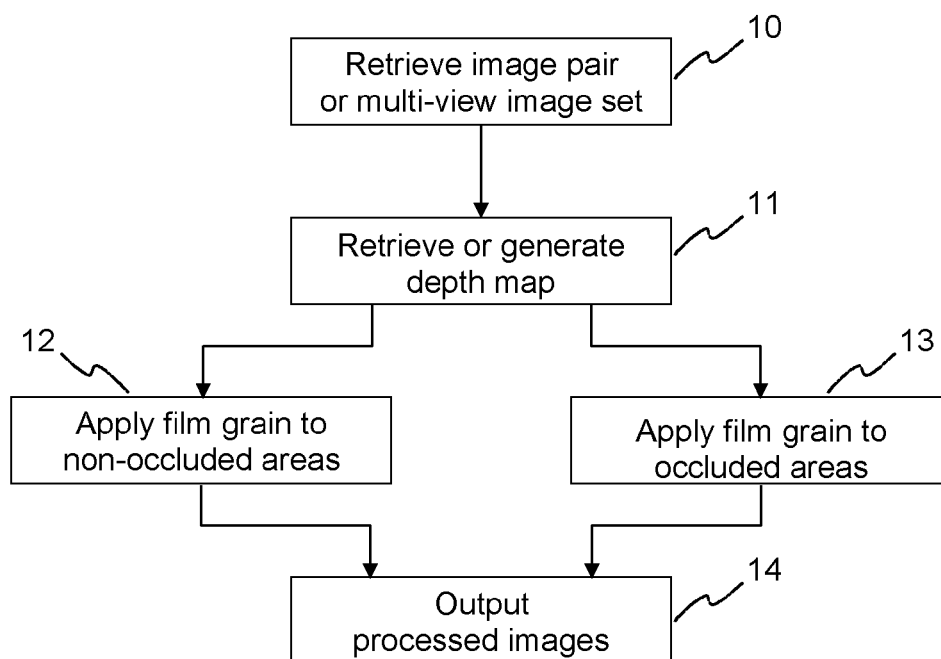 10
Retrieve image pair
or multi-view image set
11
Retrieve or generate
depth map
12
Apply film grain to
non-occluded areas
13
Apply film grain to
occluded areas
14
Output
processed images